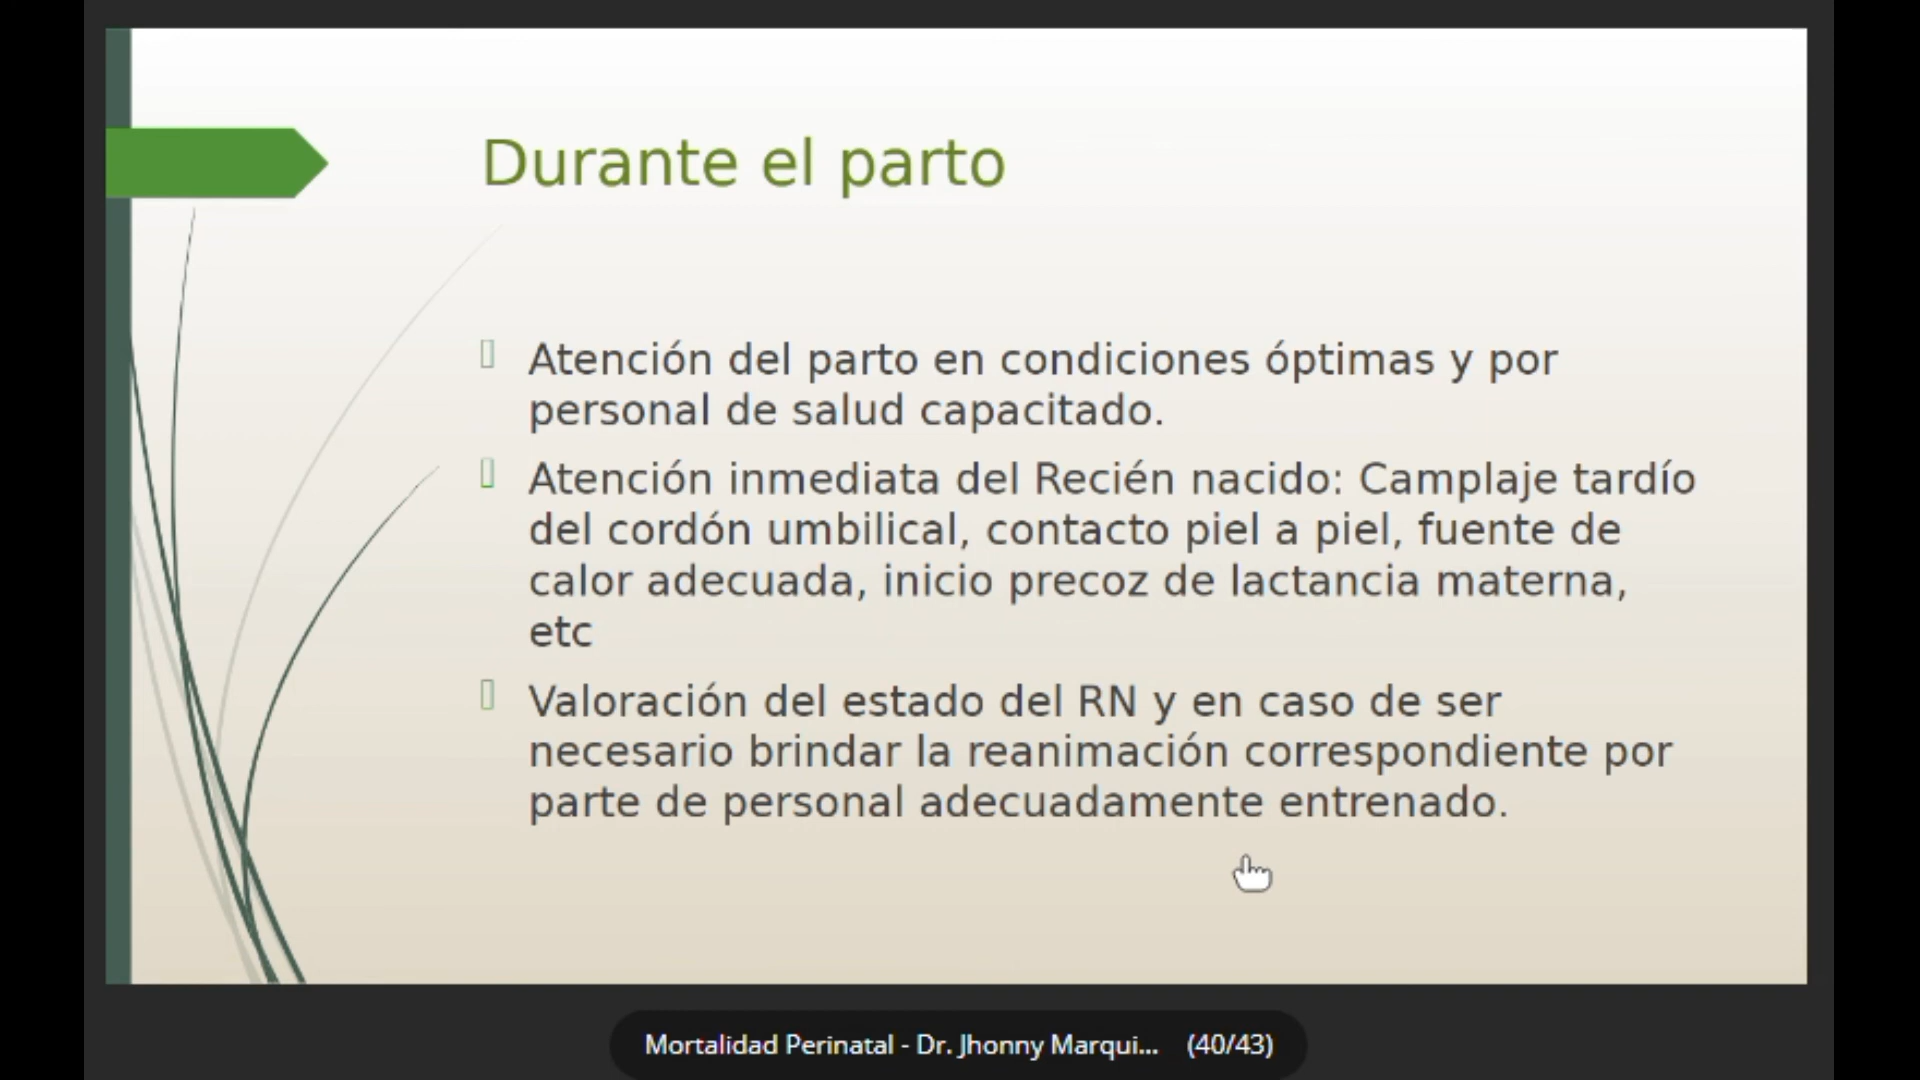 Durante el parto
Atención del parto en condiciones óptimas y por
personal de salud capacitado.
Atención inmediata del Recién nacido: Camplaje tardío
del cordón umbilical, contacto piel a piel, fuente de
calor adecuada, inicio precoz de lactancia materna,
etc
Valoración del estado del RN y en caso de ser
necesario brindar la reanimación correspondiente por
parte de personal adecuadamente entrenado.
Mortalidad Perinatal - Dr. Jhonny Marqui... (40/43)